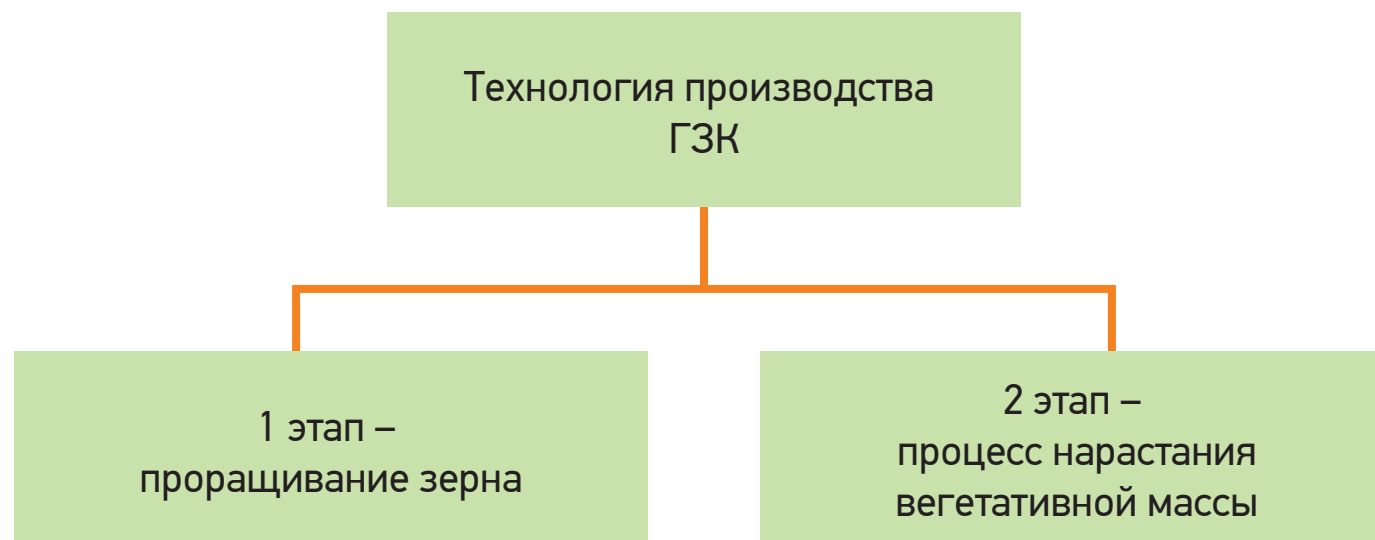 Технология производства
ГЗК
1 этап –
проращивание зерна
2 этап –
процесс нарастания
вегетативной массы